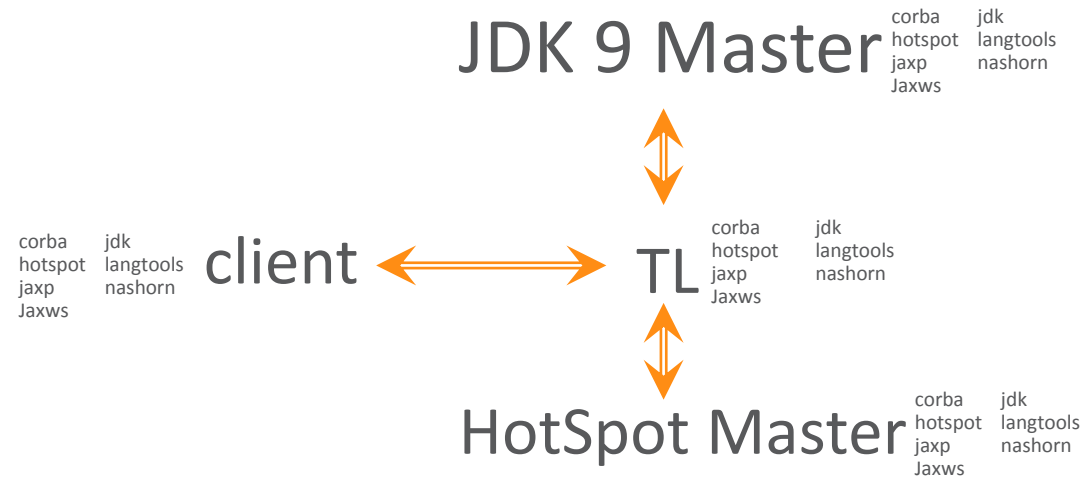 JDK 9 Master
corba jdk
hotspot langtools
jaxp nashorn
Jaxws
corba jdk
hotspot langtools
jaxp nashorn
Jaxws
client
TL
corba jdk
hotspot langtools
jaxp nashorn
Jaxws
HotSpot Master
corba jdk
hotspot langtools
jaxp nashorn
Jaxws